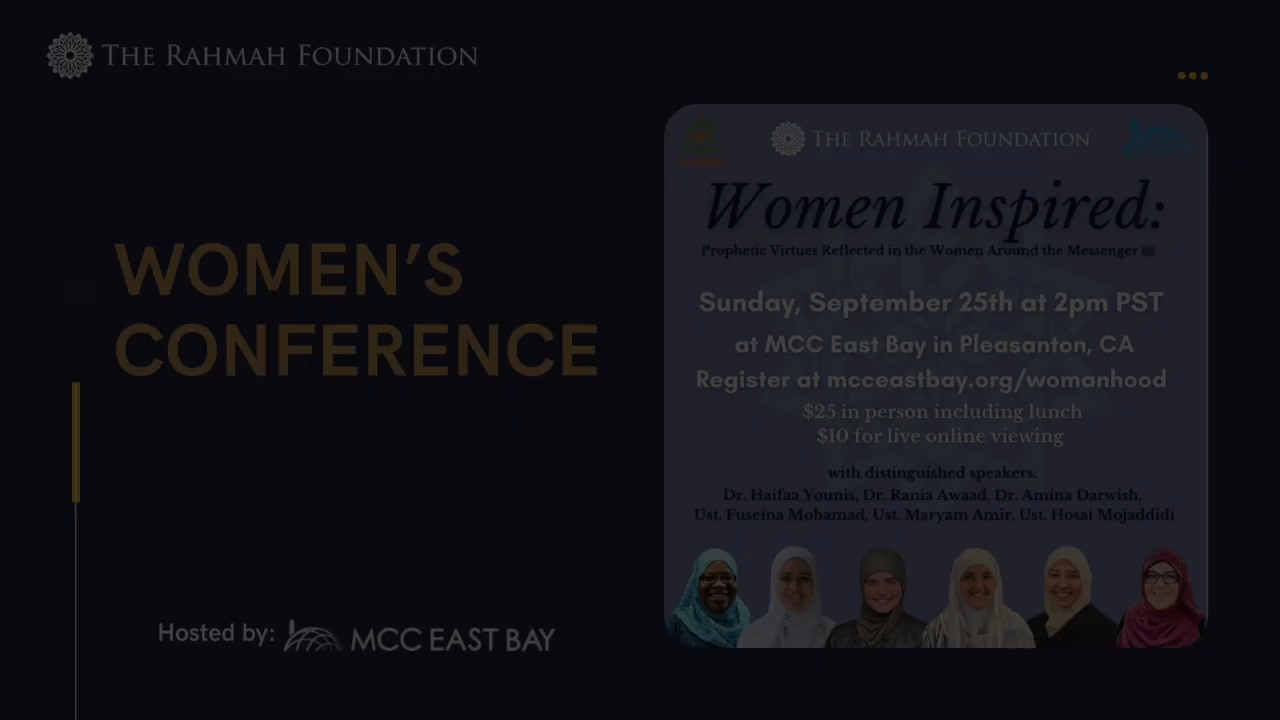 THE RAHMAH FOUNDATION
WOMEN'S
CONFERENCE
Hosted by: MCC EAST BAY
THE RAHMAH FOUNDATION
Women Inspired:
Prophetic Virtues Reflected in the Women Around the Messenger
Sunday, September 25th at 2pm PST
at MCC East Bay in Pleasanton, CA
Register at mcceastbay.org/womanhood
$25 in person including lunch
$10 for live online viewing
with distinguished speakers:
Dr. Haifaa Younis, Dr. Rania Awaad, Dr. Amina Darwish,
Ust. Fuseina Mohamad, Ust. Maryam Amir, Ust. Hosai Mojaddidi